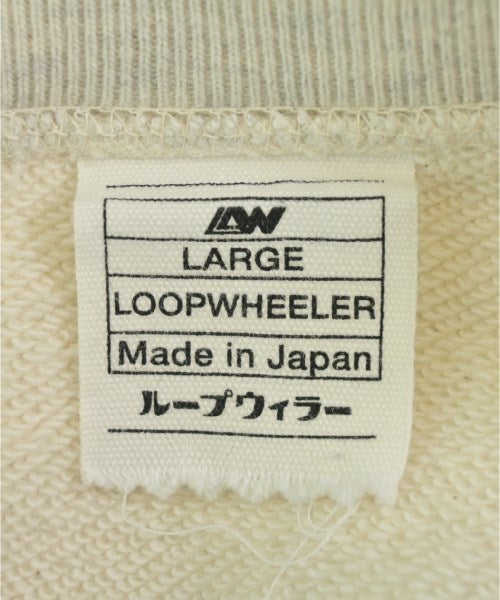 LW
LARGE
LOOPWHEELER
Made in Japan
ループウィラー